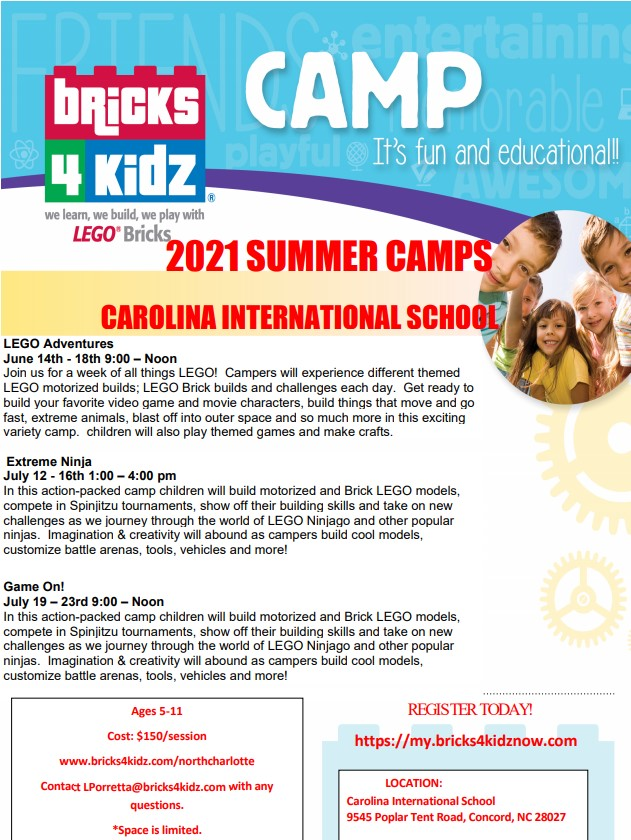 FRIENDS
entertaining
CAMP
playful
It's fun and educational!!
AWESOM
bricks
4 Kidz®
we learn, we build, we play with
LEGO® Bricks
2021 SUMMER CAMPS
CAROLINA INTERNATIONAL SCHOOL
LEGO Adventures
June 14th - 18th 9:00 – Noon
Join us for a week of all things LEGO! Campers will experience different themed
LEGO motorized builds; LEGO Brick builds and challenges each day. Get ready to
build your favorite video game and movie characters, build things that move and go
fast, extreme animals, blast off into outer space and so much more in this exciting
variety camp. children will also play themed games and make crafts.
Extreme Ninja
July 12 - 16th 1:00 – 4:00 pm
In this action-packed camp children will build motorized and Brick LEGO models,
compete in Spinjitzu tournaments, show off their building skills and take on new
challenges as we journey through the world of LEGO Ninjago and other popular
ninjas. Imagination & creativity will abound as campers build cool models,
customize battle arenas, tools, vehicles and more!
Game On!
July 19 – 23rd 9:00 – Noon
In this action-packed camp children will build motorized and Brick LEGO models,
compete in Spinjitzu tournaments, show off their building skills and take on new
challenges as we journey through the world of LEGO Ninjago and other popular
ninjas. Imagination & creativity will abound as campers build cool models,
customize battle arenas, tools, vehicles and more!
Ages 5-11
Cost: $150/session
www.bricks4kidz.com/northcharlotte
Contact LPorretta@bricks4kidz.com with any
questions.
*Space is limited.
REGISTER TODAY!
https://my.bricks4kidznow.com
LOCATION:
Carolina International School
9545 Poplar Tent Road, Concord, NC 28027